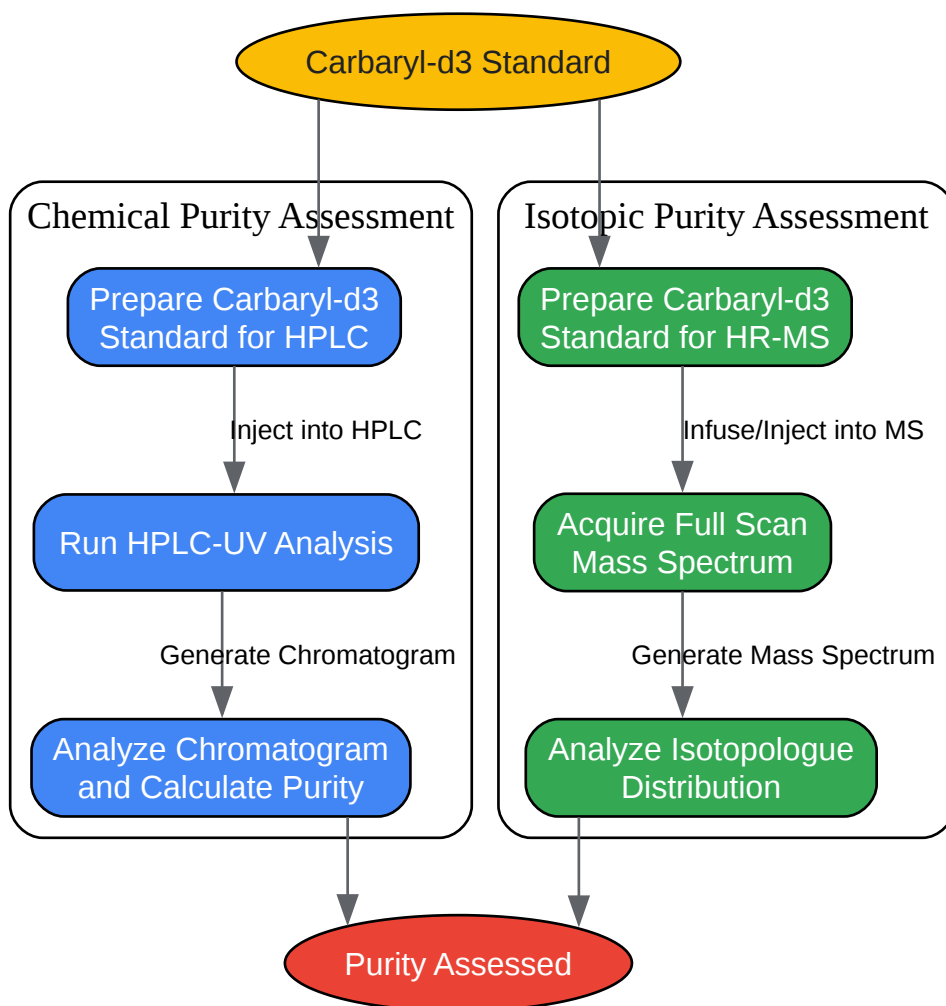 Carbaryl-d3 Standard
Chemical Purity Assessment
Prepare Carbaryl-d3
Standard for HPLC
Inject into HPLC
Run HPLC-UV Analysis
Generate Chromatogram
Analyze Chromatogram
and Calculate Purity
Isotopic Purity Assessment
Prepare Carbaryl-d3
Standard for HR-MS
Infuse/Inject into MS
Acquire Full Scan
Mass Spectrum
Generate Mass Spectrum
Analyze Isotopologue
Distribution
Purity Assessed